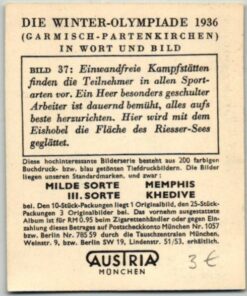 DIE WINTER-OLYMPIADE 1936
(GARMISCH-PARTENKIRCHEN)
IN WORT UND BILD
BILD 37: Einwandfreie Kampfstätten
finden die Teilnehmer in allen Sport-
arten vor. Ein Heer besonders geschulter
Arbeiter ist dauernd bemüht, alles aufs
beste herzurichten. Hier wird mit dem
Eishobel die Fläche des Riesser-Sees
geglättet.
Diese hochinteressante Bilderserie besteht aus 200 farbigen
Buchdruck- bzw. blau getönten Tiefdruckbildern. Die Bilder
liegen unseren Standardmarken, und zwar:
MILDE SORTE MEMPHIS
III. SORTE KHEDIVE
bei. Den 10-Stück-Packungen liegt 1 Original, den 25-Stück-
Packungen 3 Originalbilder bei. Das vornehm ausgestattete
Album ist für RM 0.95 beim Zigarettenhändler oder gegen Ein-
zahlung dieses Betrages auf Postscheckkonto München Nr. 1057
bzw. Berlin Nr. 785 59 durch die Tauschzentralen München,
Weinstr. 9, bzw. Berlin SW 19, Lindenstr. 51/53, erhältlich.
AUSTRIA
MÜNCHEN
3 €